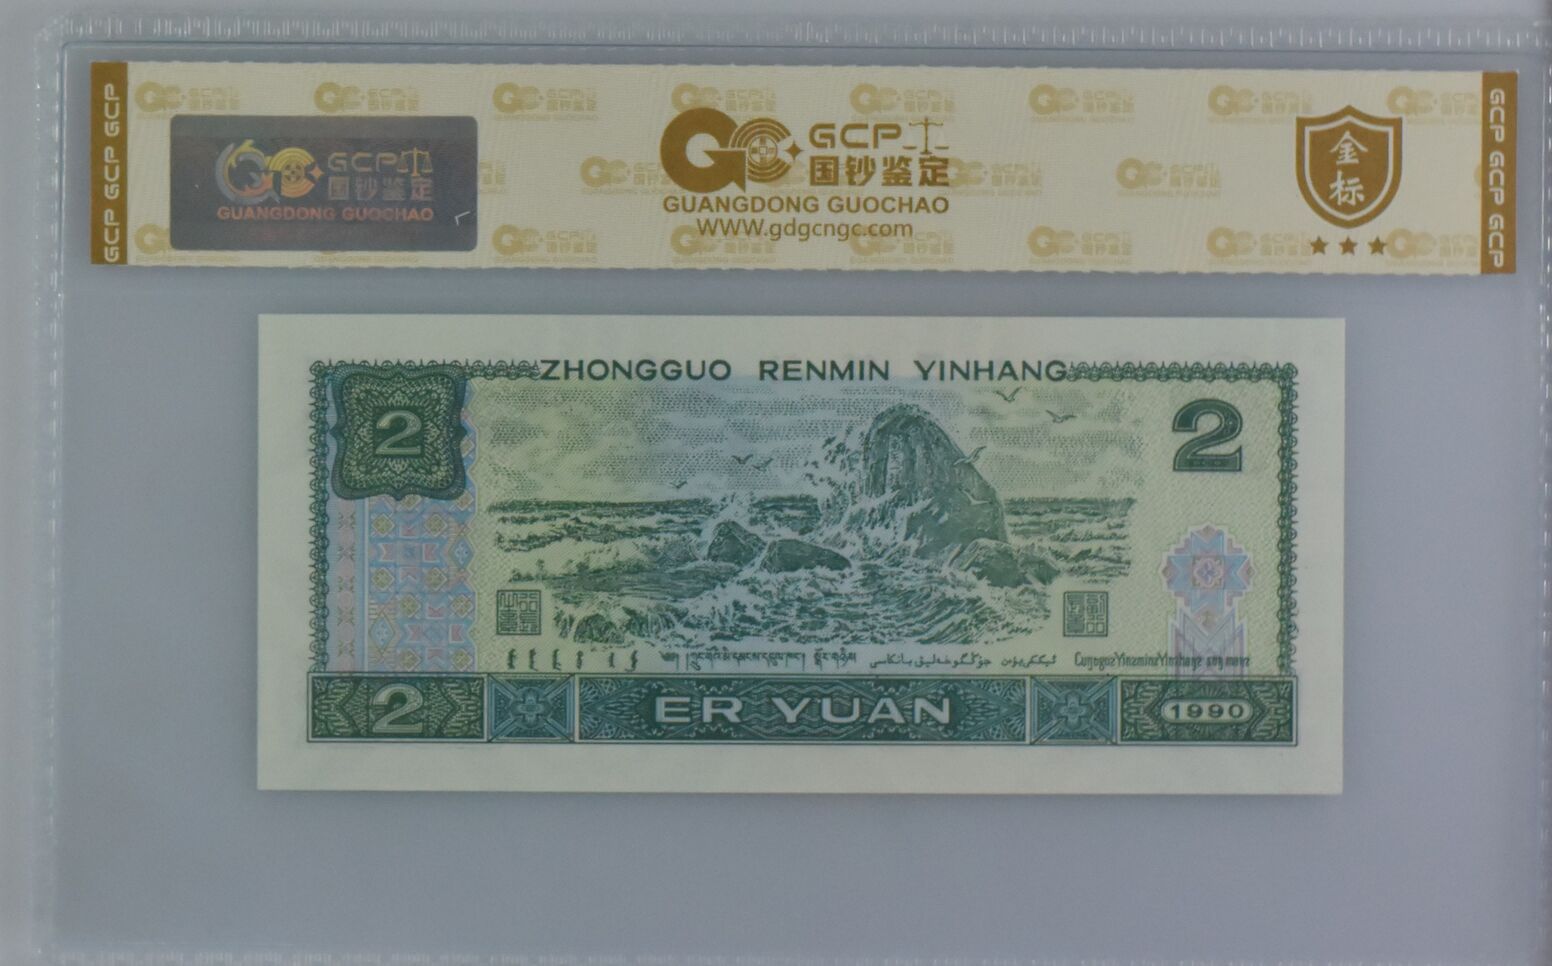 GCP GCP GCP
GCP
国钞鉴定
GUANGDONG GUOCHAO
GCP
国钞鉴定
GUANGDONG GUOCHAO
WWW.gdgcngc.com
金
标
GCP GCP GCP
ZHONGGUO RENMIN YINHANG
2
2
2
ER YUAN
1990